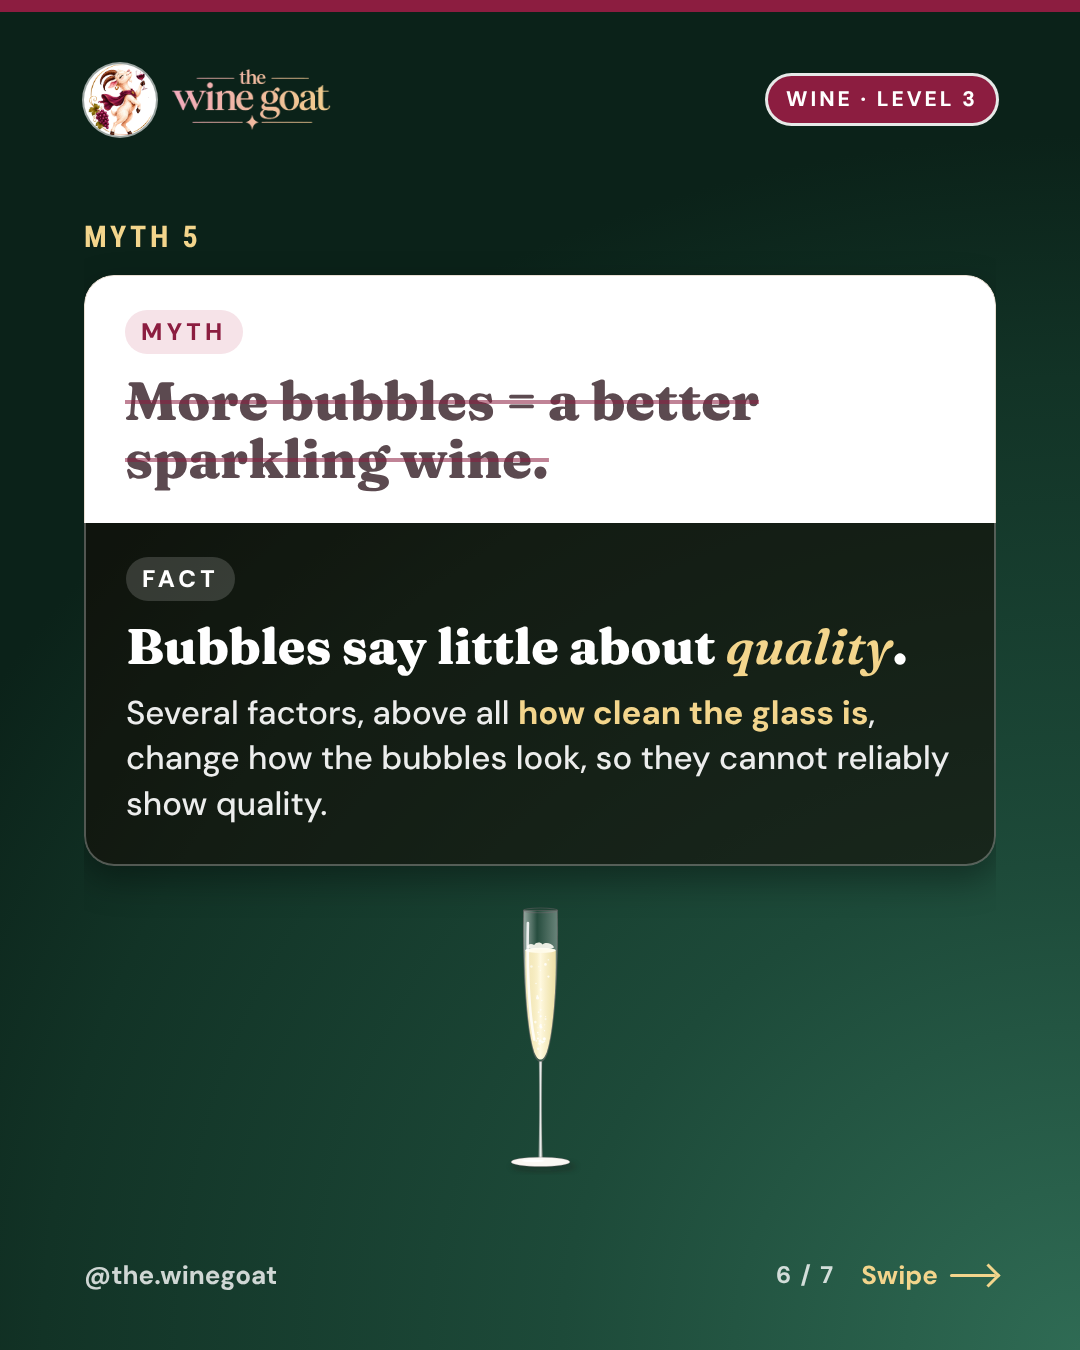 the
wine goat
WINE · LEVEL 3
MYTH 5
MYTH
More bubbles = a better
sparkling wine.
FACT
Bubbles say little about quality.
Several factors, above all how clean the glass is,
change how the bubbles look, so they cannot reliably
show quality.
@the.winegoat
6 / 7
Swipe